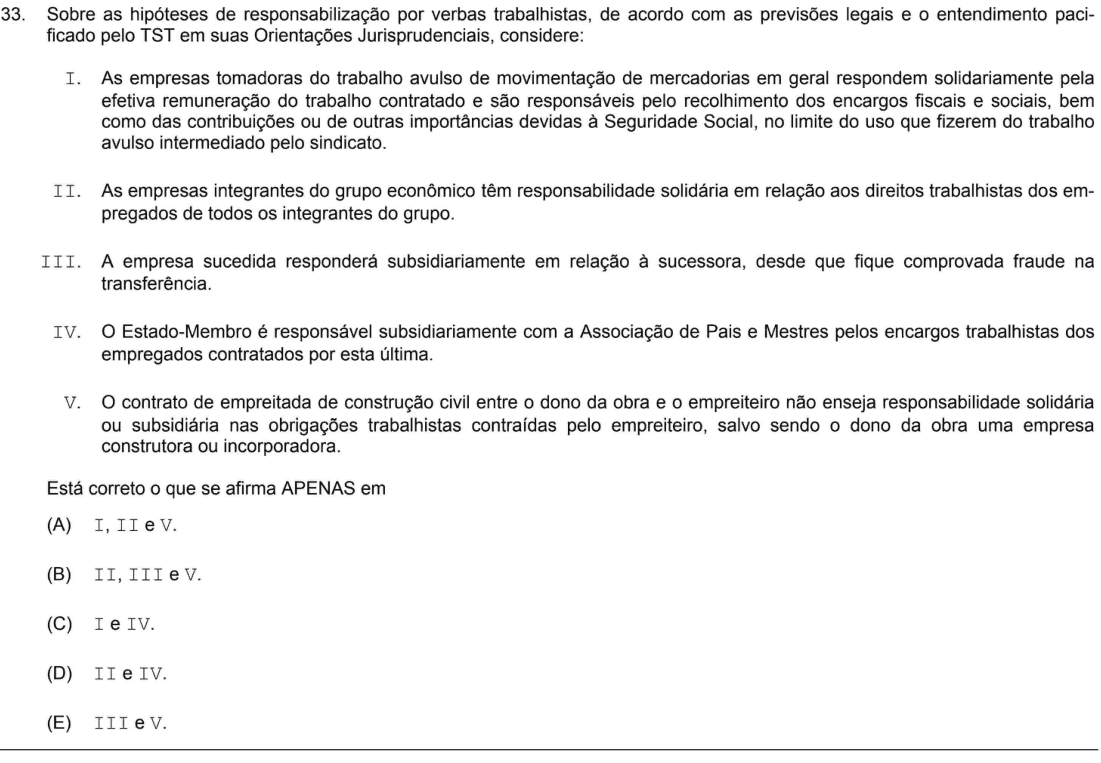 33. Sobre as hipóteses de responsabilização por verbas trabalhistas, de acordo com as previsões legais e o entendimento paci-
ficado pelo TST em suas Orientações Jurisprudenciais, considere:
I. As empresas tomadoras do trabalho avulso de movimentação de mercadorias em geral respondem solidariamente pela
efetiva remuneração do trabalho contratado e são responsáveis pelo recolhimento dos encargos fiscais e sociais, bem
como das contribuições ou de outras importâncias devidas à Seguridade Social, no limite do uso que fizerem do trabalho
avulso intermediado pelo sindicato.
II. As empresas integrantes do grupo econômico têm responsabilidade solidária em relação aos direitos trabalhistas dos em-
pregados de todos os integrantes do grupo.
III. A empresa sucedida responderá subsidiariamente em relação à sucessora, desde que fique comprovada fraude na
transferência.
IV. O Estado-Membro é responsável subsidiariamente com a Associação de Pais e Mestres pelos encargos trabalhistas dos
empregados contratados por esta última.
V. O contrato de empreitada de construção civil entre o dono da obra e o empreiteiro não enseja responsabilidade solidária
ou subsidiária nas obrigações trabalhistas contraídas pelo empreiteiro, salvo sendo o dono da obra uma empresa
construtora ou incorporadora.
Está correto o que se afirma APENAS em
(A) I, II e V.
(B) II, III e V.
(C) I e IV.
(D) II e IV.
(E) III e V.